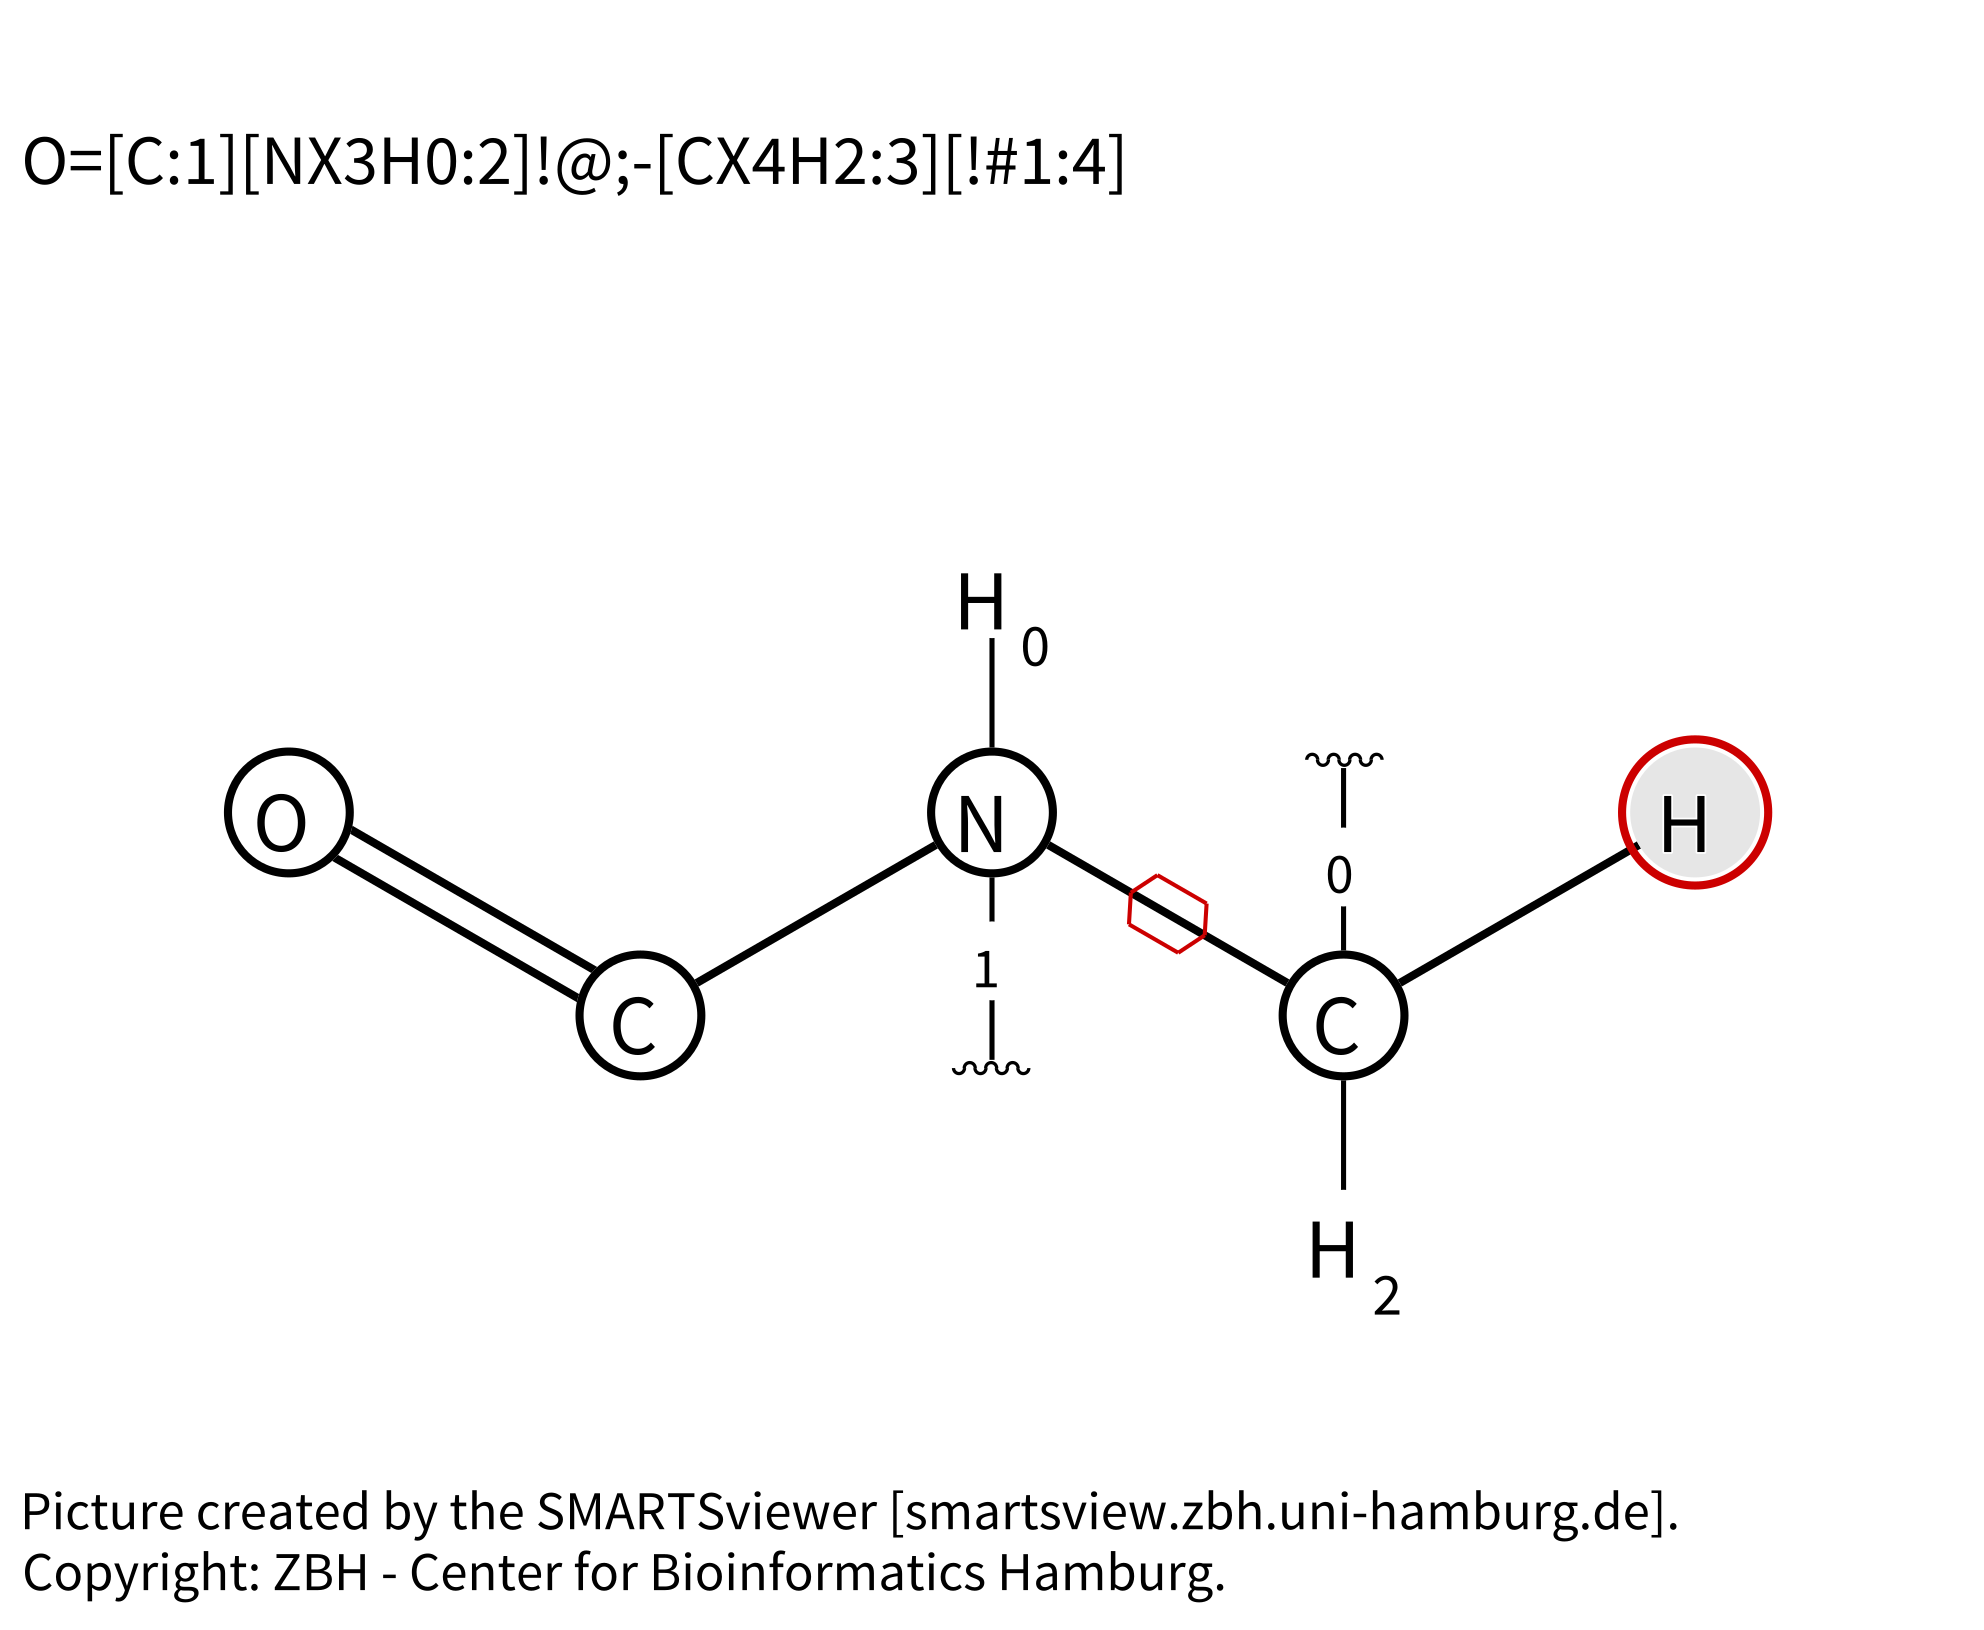 O=[C:1][NX3H0:2]!@;-[CX4H2:3][!#1:4]
H
0
O
N
0
H
C
1
C
H
2
Picture created by the SMARTSviewer [smartsview.zbh.uni-hamburg.de].
Copyright: ZBH - Center for Bioinformatics Hamburg.